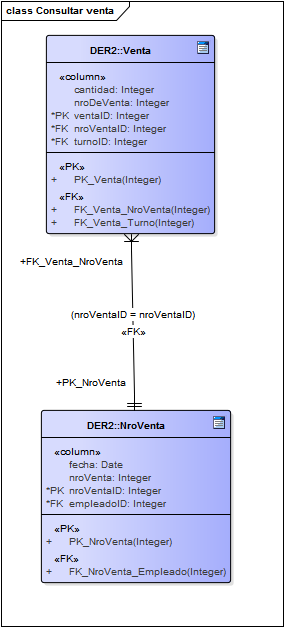 class Consultar venta
DER2::Venta
«column»
cantidad: Integer
nroDeVenta: Integer
*PK ventaID: Integer
*FK nroVentaID: Integer
*FK turnoID: Integer
«PK»
+ PK_Venta(Integer)
«FK»
+ FK_Venta_NroVenta(Integer)
+ FK_Venta_Turno(Integer)
+FK_Venta_NroVenta
(nroVentaID = nroVentaID)
«FK»
+PK_NroVenta
DER2::NroVenta
«column»
fecha: Date
nroVenta: Integer
*PK nroVentaID: Integer
*FK empleadoID: Integer
«PK»
+ PK_NroVenta(Integer)
«FK»
+ FK_NroVenta_Empleado(Integer)